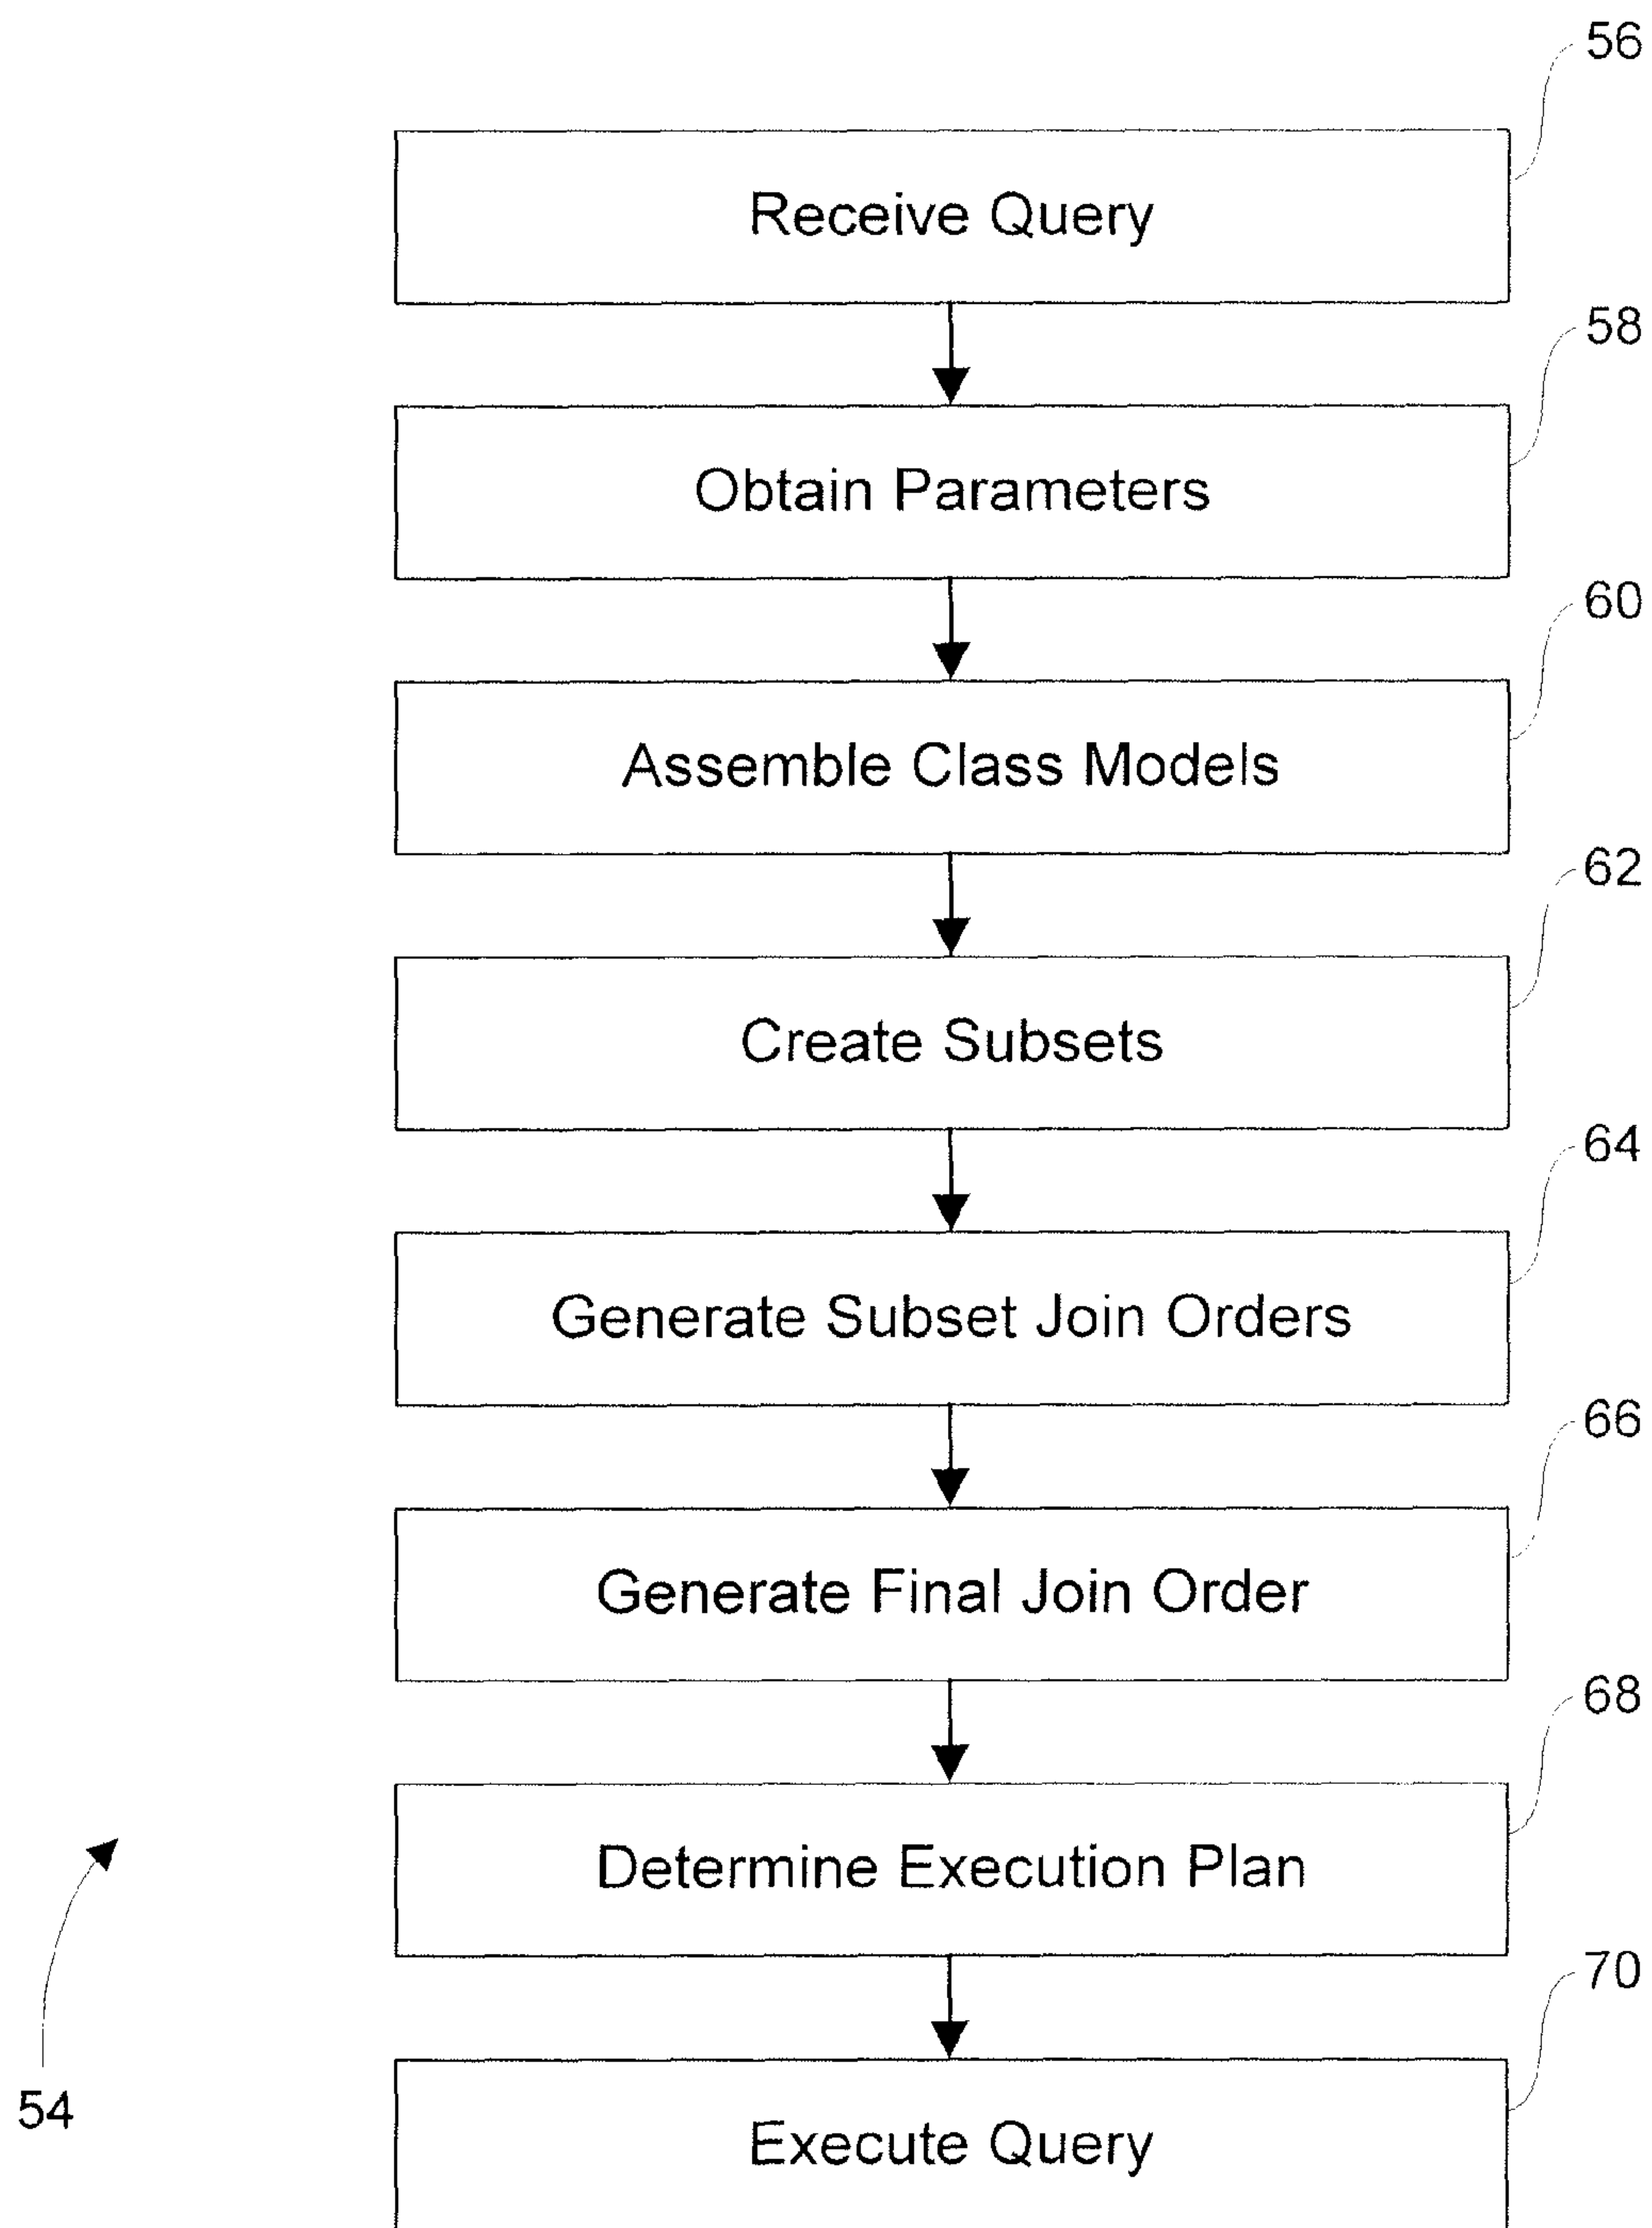 56
Receive Query
58
Obtain Parameters
60
Assemble Class Models
62
Create Subsets
64
Generate Subset Join Orders
66
Generate Final Join Order
68
Determine Execution Plan
70
54
Execute Query